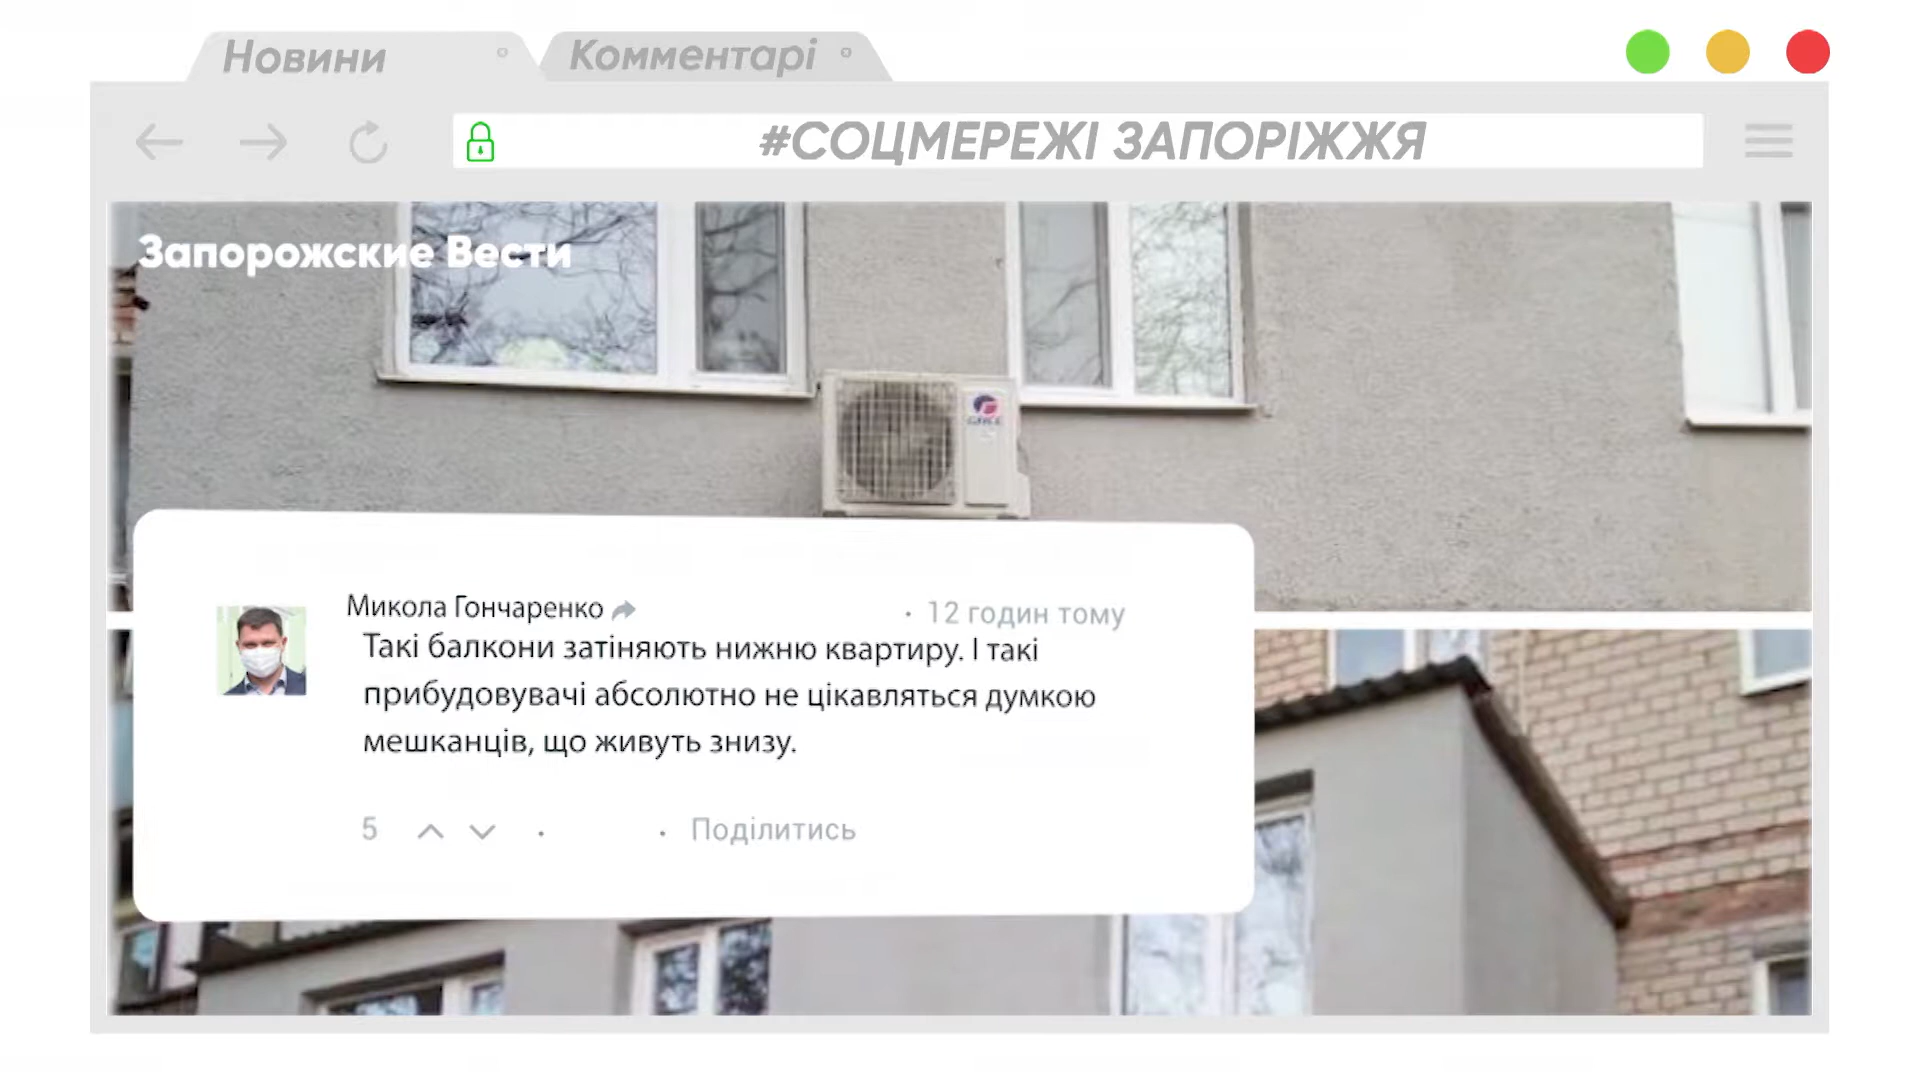 Новини
Комментарі
#СОЦМЕРЕЖІ ЗАПОРІЖЖЯ
Запорожские Вести
GREE
Микола Гончаренко
· 12 годин тому
Такі балкони затіняють нижню квартиру. І такі
прибудовувачі абсолютно не цікавляться думкою
мешканців, що живуть знизу.
5 · · Поділитись